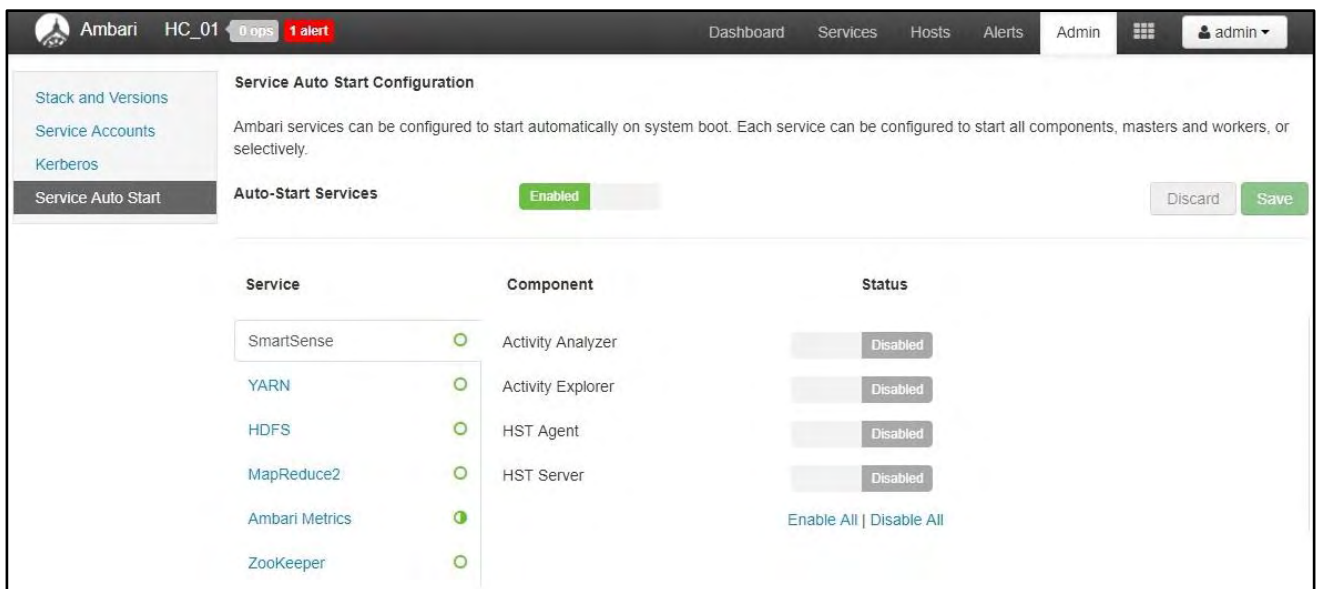 Ambari HC_01 0 ops 1 alert Dashboard Services Hosts Alerts Admin admin
Stack and Versions
Service Accounts
Kerberos
Service Auto Start
Service Auto Start Configuration
Ambari services can be configured to start automatically on system boot. Each service can be configured to start all components, masters and workers, or
selectively.
Auto-Start Services Enabled Discard Save
Service Component Status
SmartSense Activity Analyzer Disabled
YARN Activity Explorer Disabled
HDFS HST Agent Disabled
MapReduce2 HST Server Disabled
Ambari Metrics Enable All | Disable All
ZooKeeper